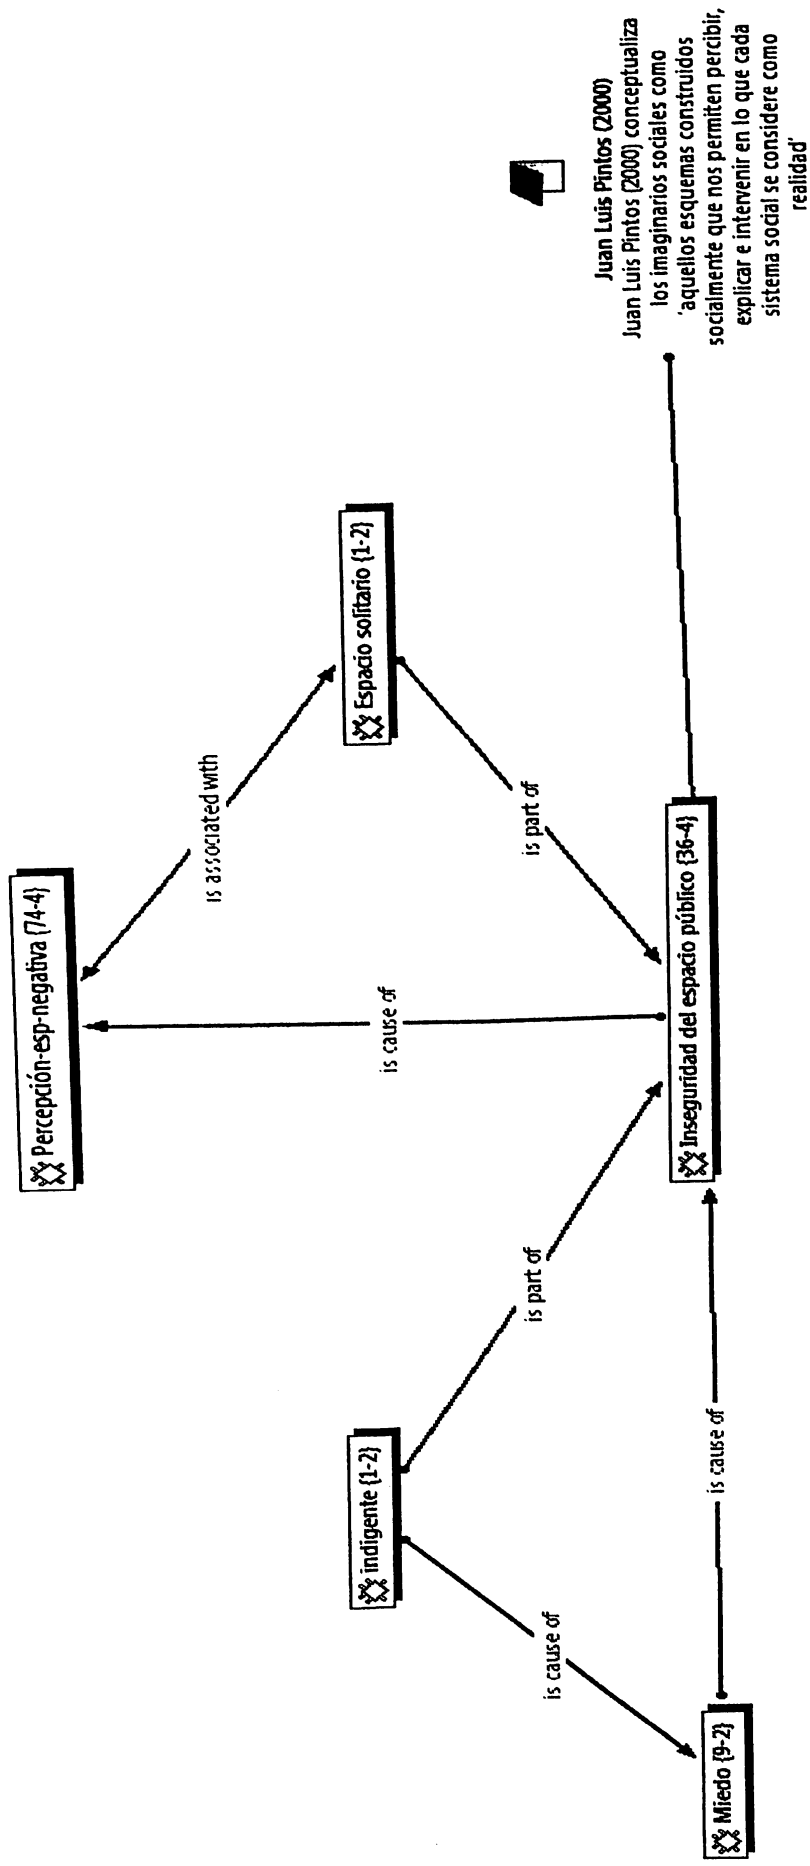 Percepción-esp-negativa {74-4}
is associated with
is cause of
indigente {1-2}
Espacio solitario {1-2}
is cause of
is part of
is part of
Miedo {9-2}
is cause of
Inseguridad del espacio público {36-4}
Juan Luis Pintos (2000)
Juan Luis Pintos (2000) conceptualiza
los imaginarios sociales como
'aquellos esquemas construidos
socialmente que nos permiten percibir,
explicar e intervenir en lo que cada
sistema social se considere como
realidad'